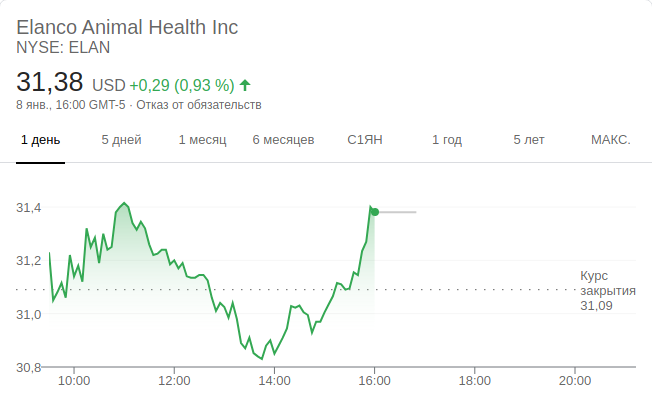 Elanco Animal Health Inc
NYSE: ELAN
31,38 USD +0,29 (0,93 %)
8 янв., 16:00 GMT-5 · Отказ от обязательств
1 день 5 дней 1 месяц 6 месяцев С1ЯН 1 год 5 лет МАКС.
31,4
31,2
Курс
закрытия
31,09
31,0
30,8
10:00 12:00 14:00 16:00 18:00 20:00